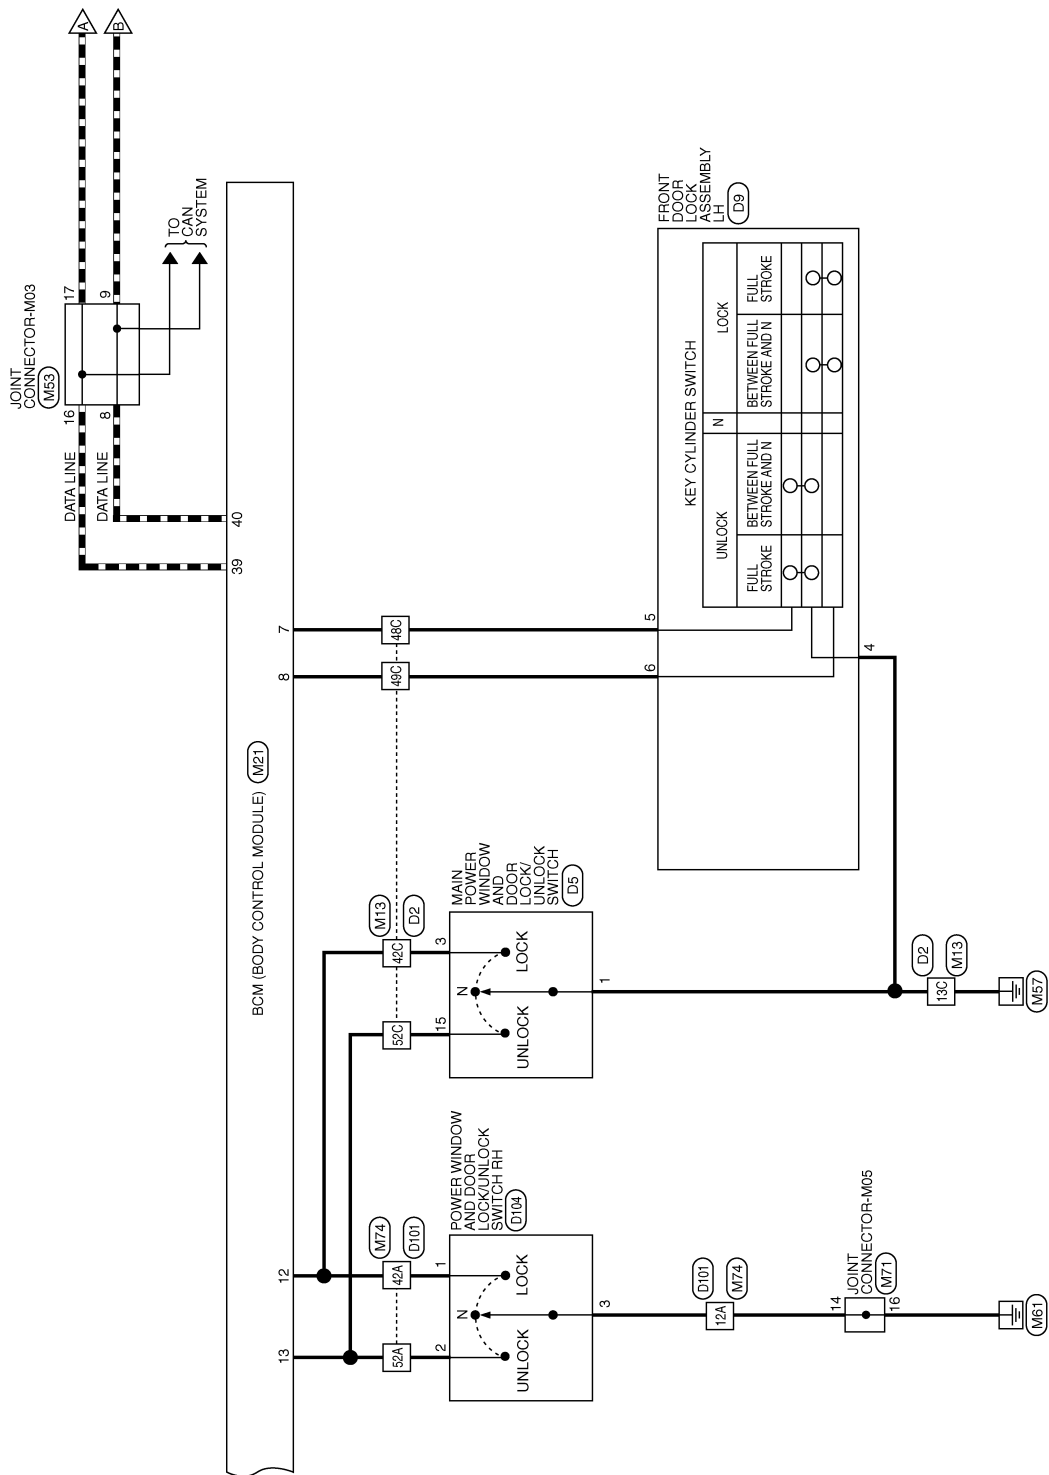 A
B
JOINT
CONNECTOR-M03
M53
16
17
8
9
DATA LINE
DATA LINE
TO
CAN
SYSTEM
39
40
BCM (BODY CONTROL MODULE)
M21
13
12
8
7
52A
42A
M74
D101
52C
42C
M13
D2
49C
48C
2
1
POWER WINDOW
AND DOOR
LOCK/UNLOCK
SWITCH RH
D104
UNLOCK
N
LOCK
3
15
3
MAIN
POWER
WINDOW
AND
DOOR
LOCK/
UNLOCK
SWITCH
D5
UNLOCK
N
LOCK
1
6
5
FRONT
DOOR
LOCK
ASSEMBLY
LH
D9
KEY CYLINDER SWITCH
UNLOCK
N
LOCK
FULL
STROKE
BETWEEN FULL
STROKE AND N
BETWEEN FULL
STROKE AND N
FULL
STROKE
4
12A
D101
M74
14
16
JOINT
CONNECTOR-M05
M71
M61
13C
D2
M13
M57